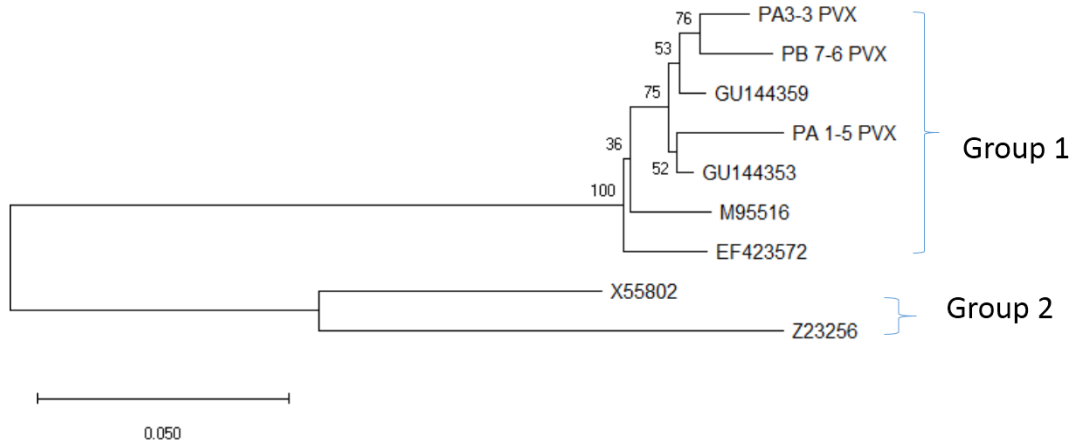 76
PA3-3 PVX
53
PB 7-6 PVX
75
GU144359
36
PA 1-5 PVX
Group 1
52
GU144353
100
M95516
EF423572
X55802
Group 2
Z23256
0.050